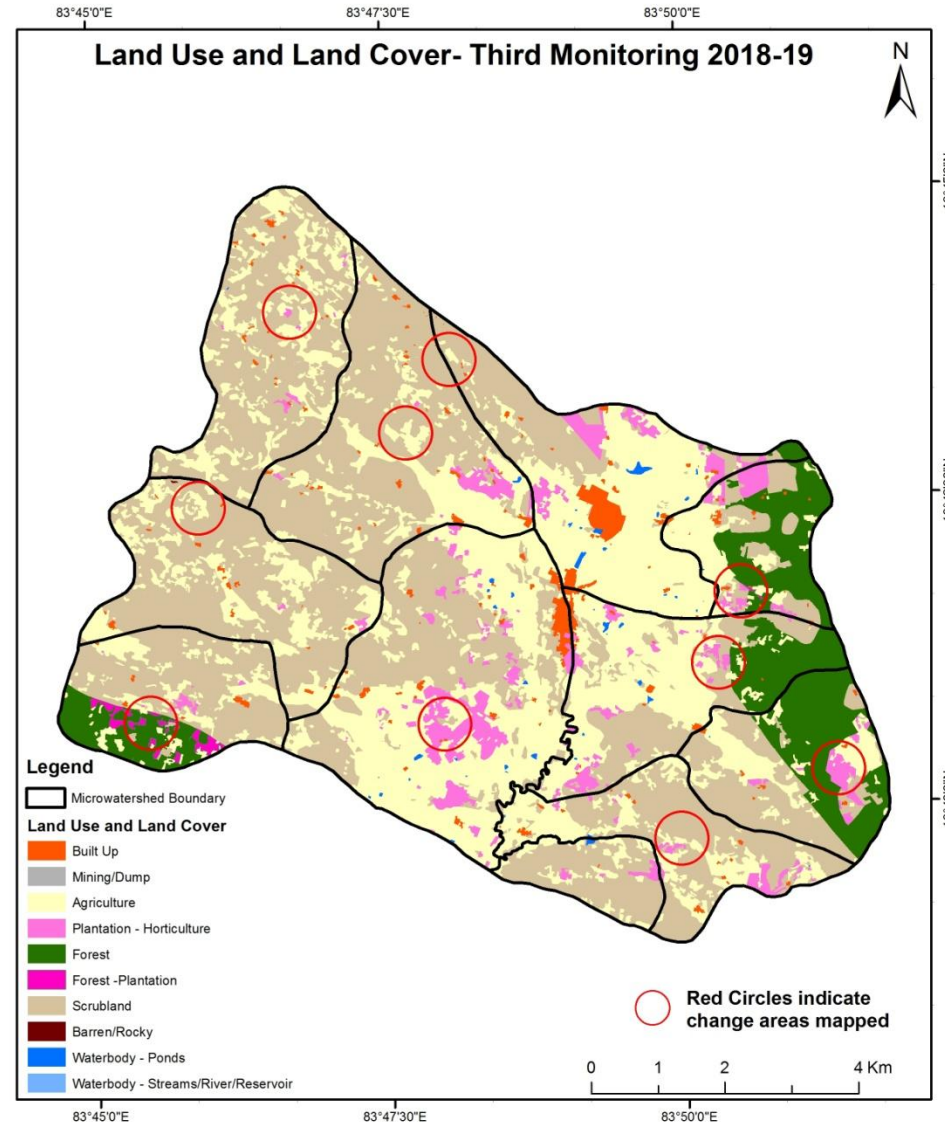 83°45'0"E
83°47'30"E
83°50'0"E
Land Use and Land Cover- Third Monitoring 2018-19
N
Legend
Microwatershed Boundary
Land Use and Land Cover
Built Up
Mining/Dump
Agriculture
Plantation - Horticulture
Forest
Forest -Plantation
Scrubland
Barren/Rocky
Waterbody - Ponds
Waterbody - Streams/River/Reservoir
Red Circles indicate
change areas mapped
0 1 2 4 Km
83°45'0"E
83°47'30"E
83°50'0"E